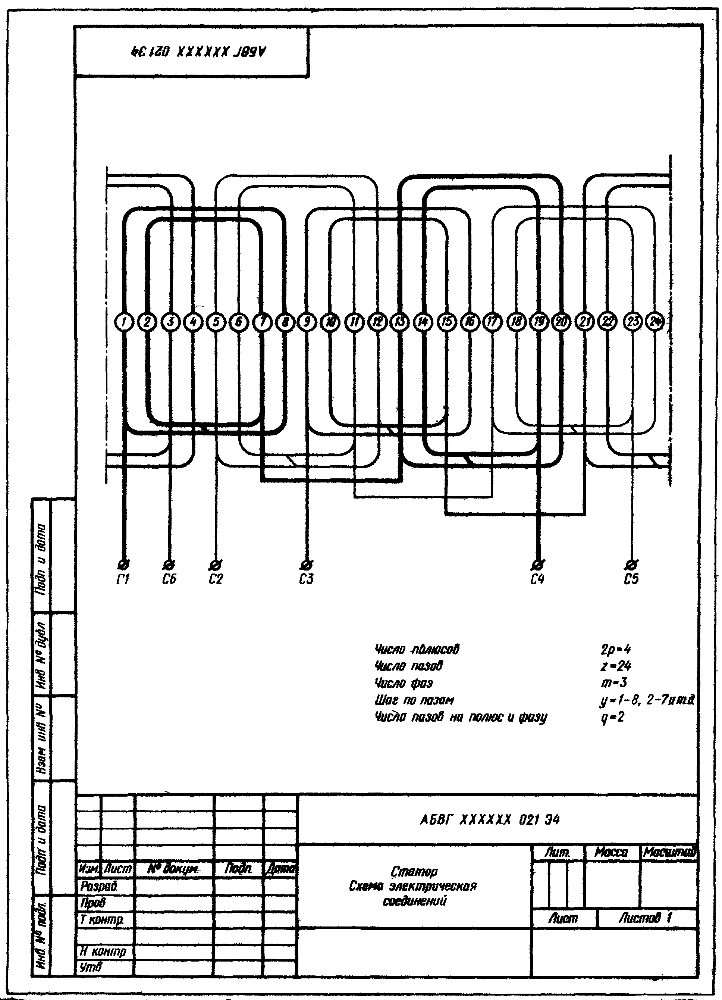 АБВГ XXXXXX 021 Э4
1 2 3 4 5 6 7 8 9 10 11 12 13 14 15 16 17 18 19 20 21 22 23 24
С1 С6 С2 С3 С4 С5
Число полюсов 2p=4
Число пазов z=24
Число фаз m=3
Шаг по пазам y=1-8, 2-7 и т.д.
Число пазов на полюс и фазу q=2
Подп и дата
Инв № дубл
Взам инв №
Подп и дата
Инв. № подл.
АБВГ XXXXXX 021 Э4
Изм. Лист № докум. Подп. Дата
Разраб.
Пров
Т контр.
Н контр
Утв
Статор
Схема электрическая
соединений
Лит. Масса Масштаб
Лист Листов 1